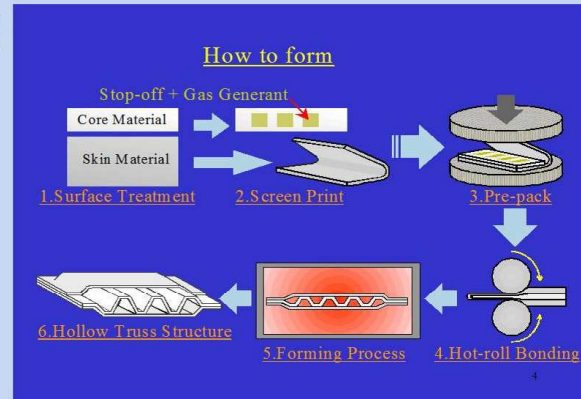 How to form
Stop-off + Gas Generant
Core Material
Skin Material
1.Surface Treatment
2.Screen Print
3.Pre-pack
6.Hollow Truss Structure
5.Forming Process
4.Hot-roll Bonding
4